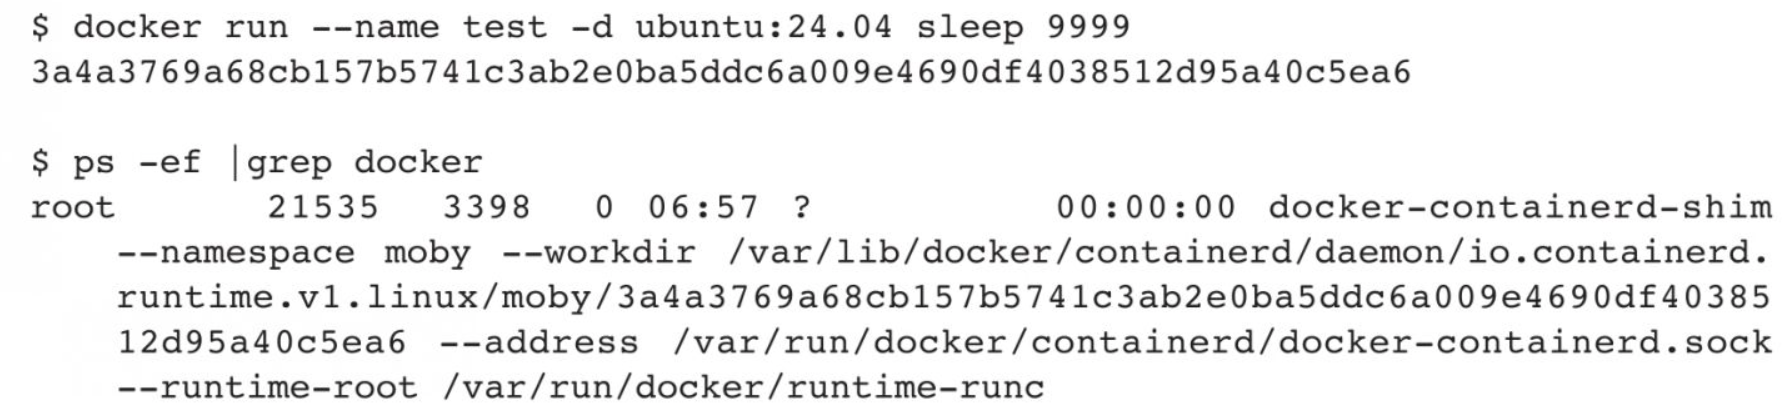 $ docker run --name test -d ubuntu:24.04 sleep 9999
3a4a3769a68cb157b5741c3ab2e0ba5ddc6a009e4690df4038512d95a40c5ea6
$ ps -ef |grep docker
root 21535 3398 0 06:57 ? 00:00:00 docker-containerd-shim
--namespace moby --workdir /var/lib/docker/containerd/daemon/io.containerd.
runtime.v1.linux/moby/3a4a3769a68cb157b5741c3ab2e0ba5ddc6a009e4690df40385
12d95a40c5ea6 --address /var/run/docker/containerd/docker-containerd.sock
--runtime-root /var/run/docker/runtime-runc